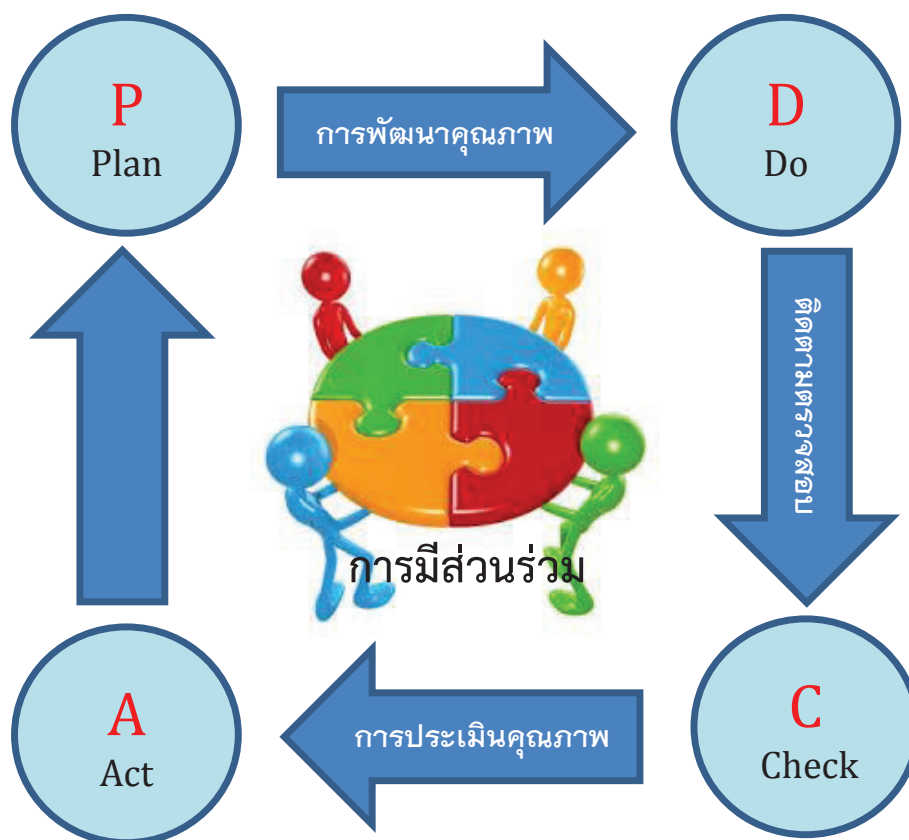 P
Plan
การพัฒนาคุณภาพ
D
Do
ติดตามตรวจสอบ
การมีส่วนร่วม
A
Act
การประเมินคุณภาพ
C
Check